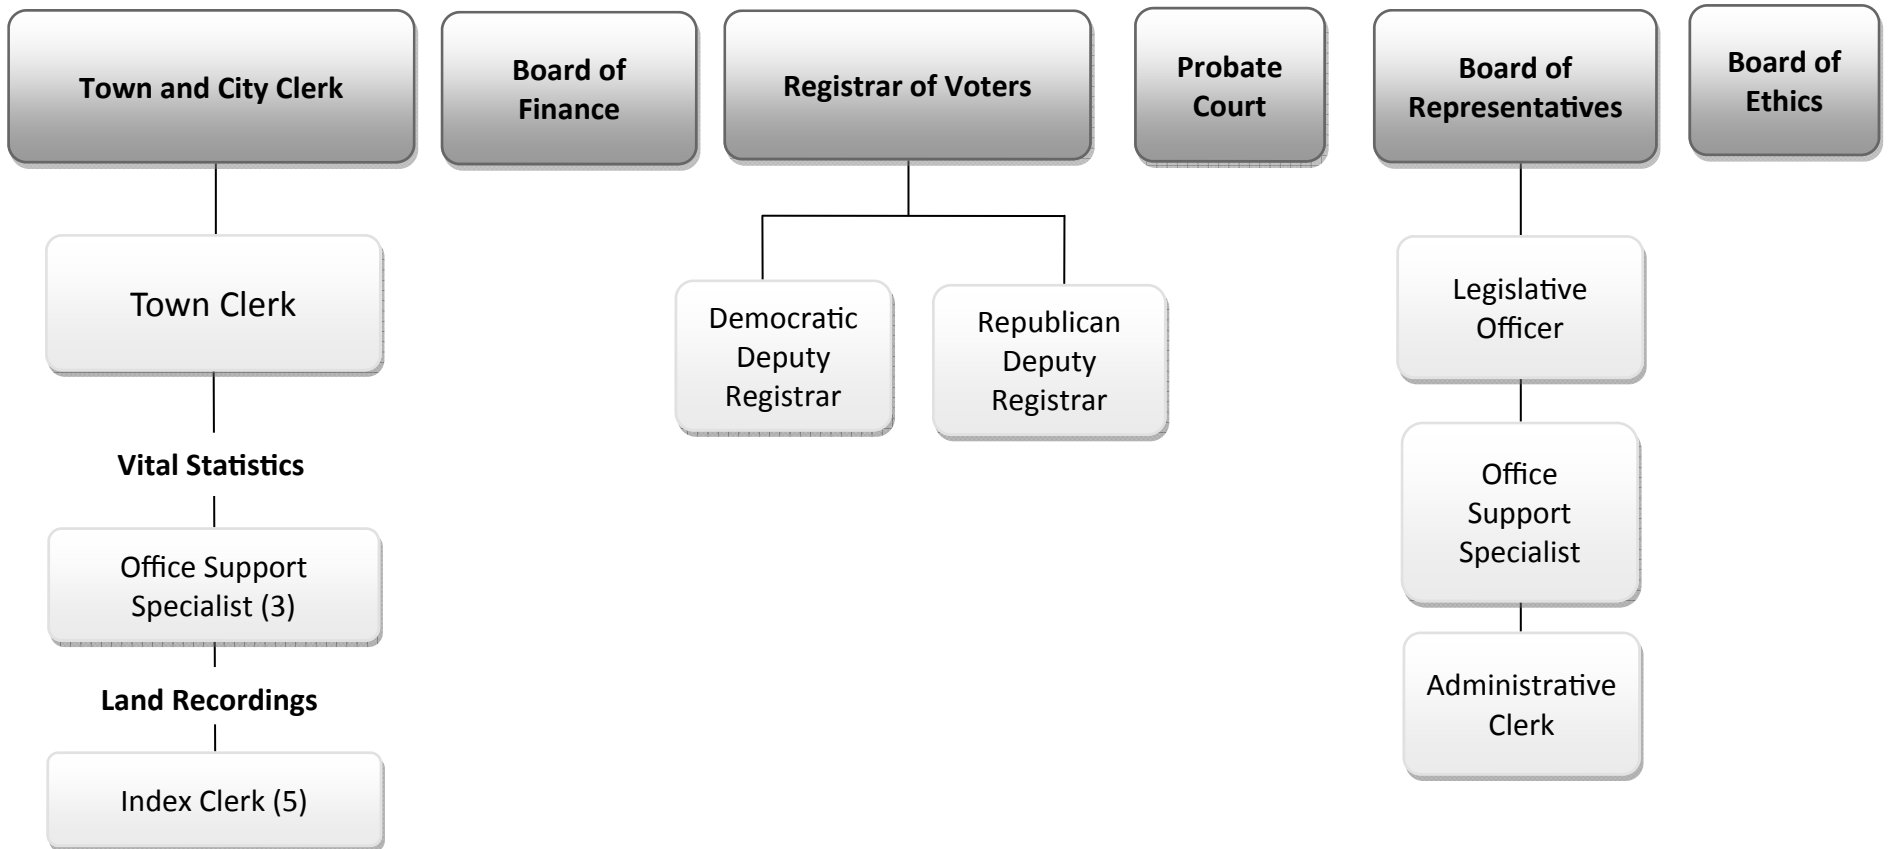 Town and City Clerk
Board of
Finance
Registrar of Voters
Probate
Court
Board of
Representatives
Board of
Ethics
Town Clerk
Vital Statistics
Office Support
Specialist (3)
Land Recordings
Index Clerk (5)
Democratic
Deputy
Registrar
Republican
Deputy
Registrar
Legislative
Officer
Office
Support
Specialist
Administrative
Clerk